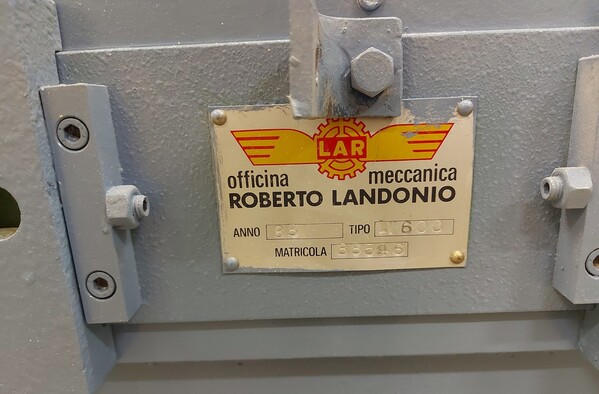 LAR
officina meccanica
ROBERTO LANDONIO
ANNO TIPO
MATRICOLA